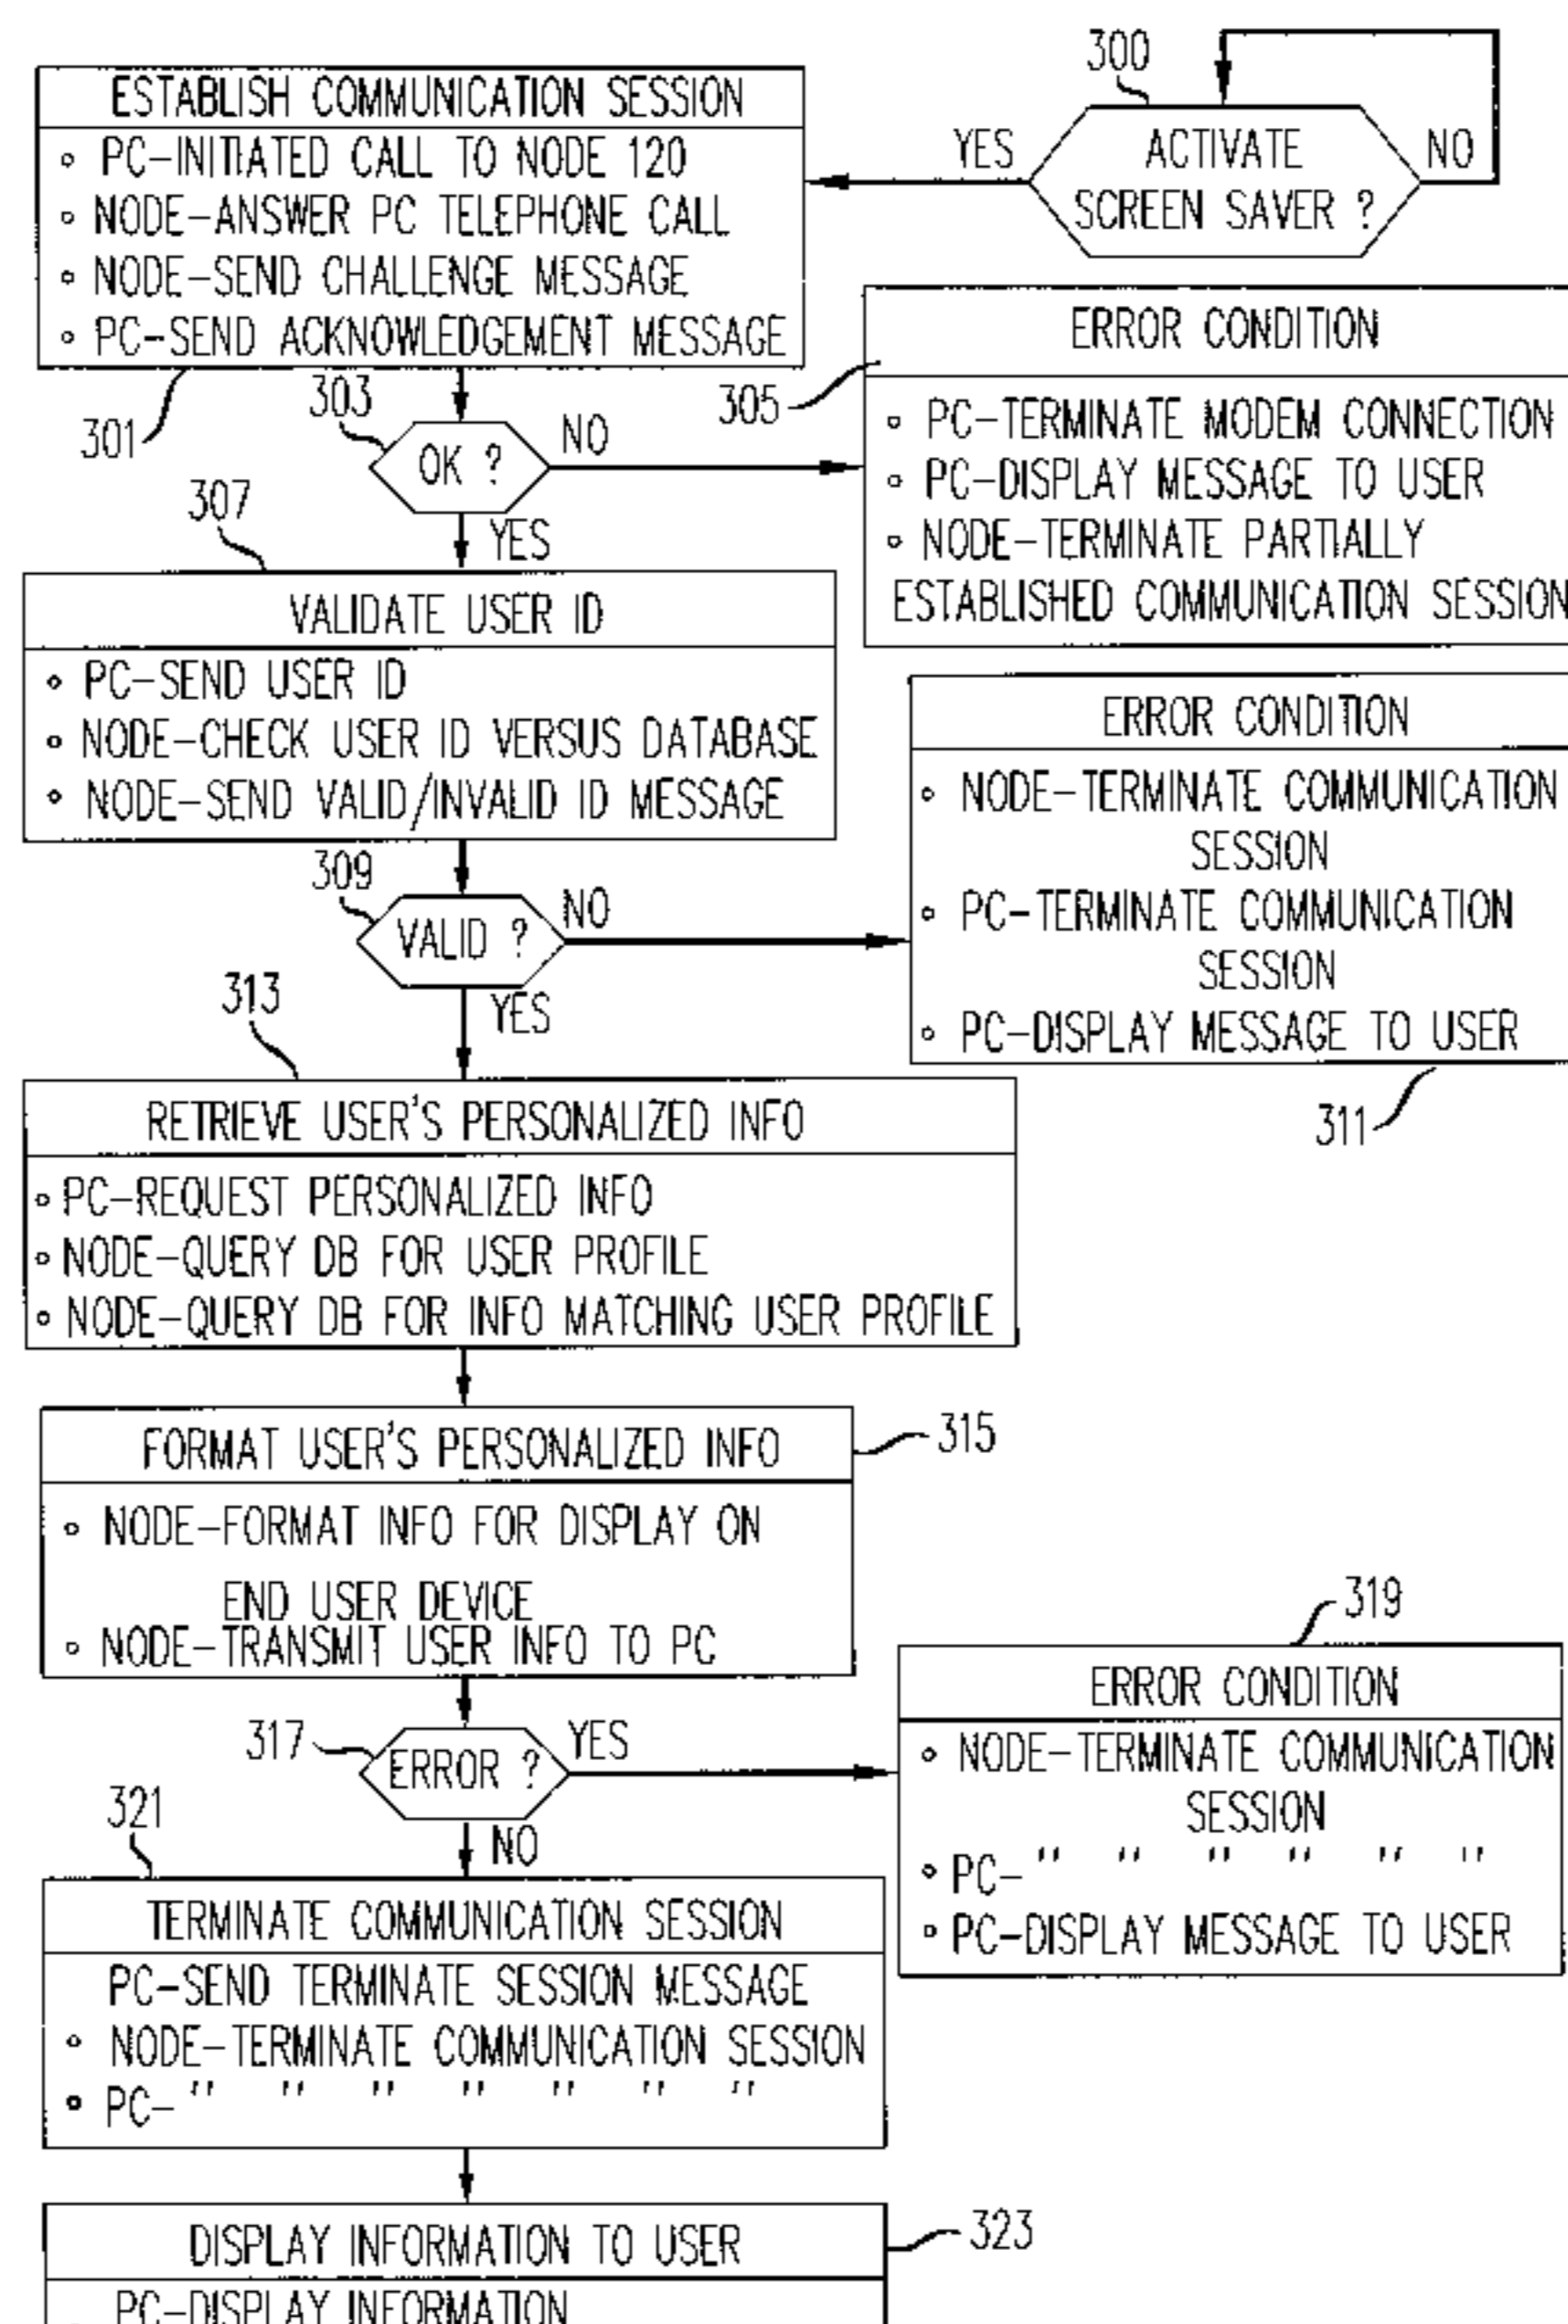 300
ACTIVATE
SCREEN SAVER ?
YES
NO
ESTABLISH COMMUNICATION SESSION
∘ PC-INITIATED CALL TO NODE 120
∘ NODE-ANSWER PC TELEPHONE CALL
∘ NODE-SEND CHALLENGE MESSAGE
∘ PC-SEND ACKNOWLEDGEMENT MESSAGE
301
303
OK ?
NO
YES
305
ERROR CONDITION
∘ PC-TERMINATE MODEM CONNECTION
∘ PC-DISPLAY MESSAGE TO USER
∘ NODE-TERMINATE PARTIALLY
ESTABLISHED COMMUNICATION SESSION
307
VALIDATE USER ID
∘ PC-SEND USER ID
∘ NODE-CHECK USER ID VERSUS DATABASE
∘ NODE-SEND VALID/INVALID ID MESSAGE
309
VALID ?
NO
YES
ERROR CONDITION
∘ NODE-TERMINATE COMMUNICATION
SESSION
∘ PC-TERMINATE COMMUNICATION
SESSION
∘ PC-DISPLAY MESSAGE TO USER
311
313
RETRIEVE USER'S PERSONALIZED INFO
∘ PC-REQUEST PERSONALIZED INFO
∘ NODE-QUERY DB FOR USER PROFILE
∘ NODE-QUERY DB FOR INFO MATCHING USER PROFILE
315
FORMAT USER'S PERSONALIZED INFO
∘ NODE-FORMAT INFO FOR DISPLAY ON
END USER DEVICE
∘ NODE-TRANSMIT USER INFO TO PC
317
ERROR ?
YES
NO
319
ERROR CONDITION
∘ NODE-TERMINATE COMMUNICATION
SESSION
∘ PC- " " " " " "
∘ PC-DISPLAY MESSAGE TO USER
321
TERMINATE COMMUNICATION SESSION
PC-SEND TERMINATE SESSION MESSAGE
∘ NODE-TERMINATE COMMUNICATION SESSION
∘ PC- " " " " " " "
323
DISPLAY INFORMATION TO USER
PC-DISPLAY INFORMATION